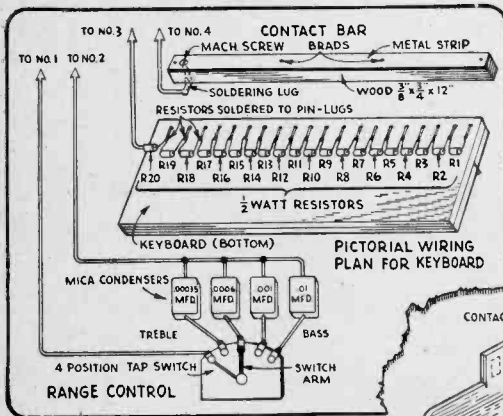 TO NO.3
TO NO.4
CONTACT BAR
TO NO.1
TO NO.2
MACH SCREW
BRADS
METAL STRIP
SOLDERING LUG
WOOD 3/8" x 3/4" x 12"
RESISTORS SOLDERED TO PIN-LUGS
R20 R19 R18 R17 R16 R15 R14 R13 R12 R11 R10 R9 R8 R7 R6 R5 R4 R3 R2 R1
1/2 WATT RESISTORS
KEYBOARD (BOTTOM)
PICTORIAL WIRING
PLAN FOR KEYBOARD
MICA CONDENSERS
.00035 MFD.
.0006 MFD.
.001 MFD.
.01 MFD.
TREBLE
BASS
CONTAC
4 POSITION TAP SWITCH
SWITCH
ARM
RANGE CONTROL